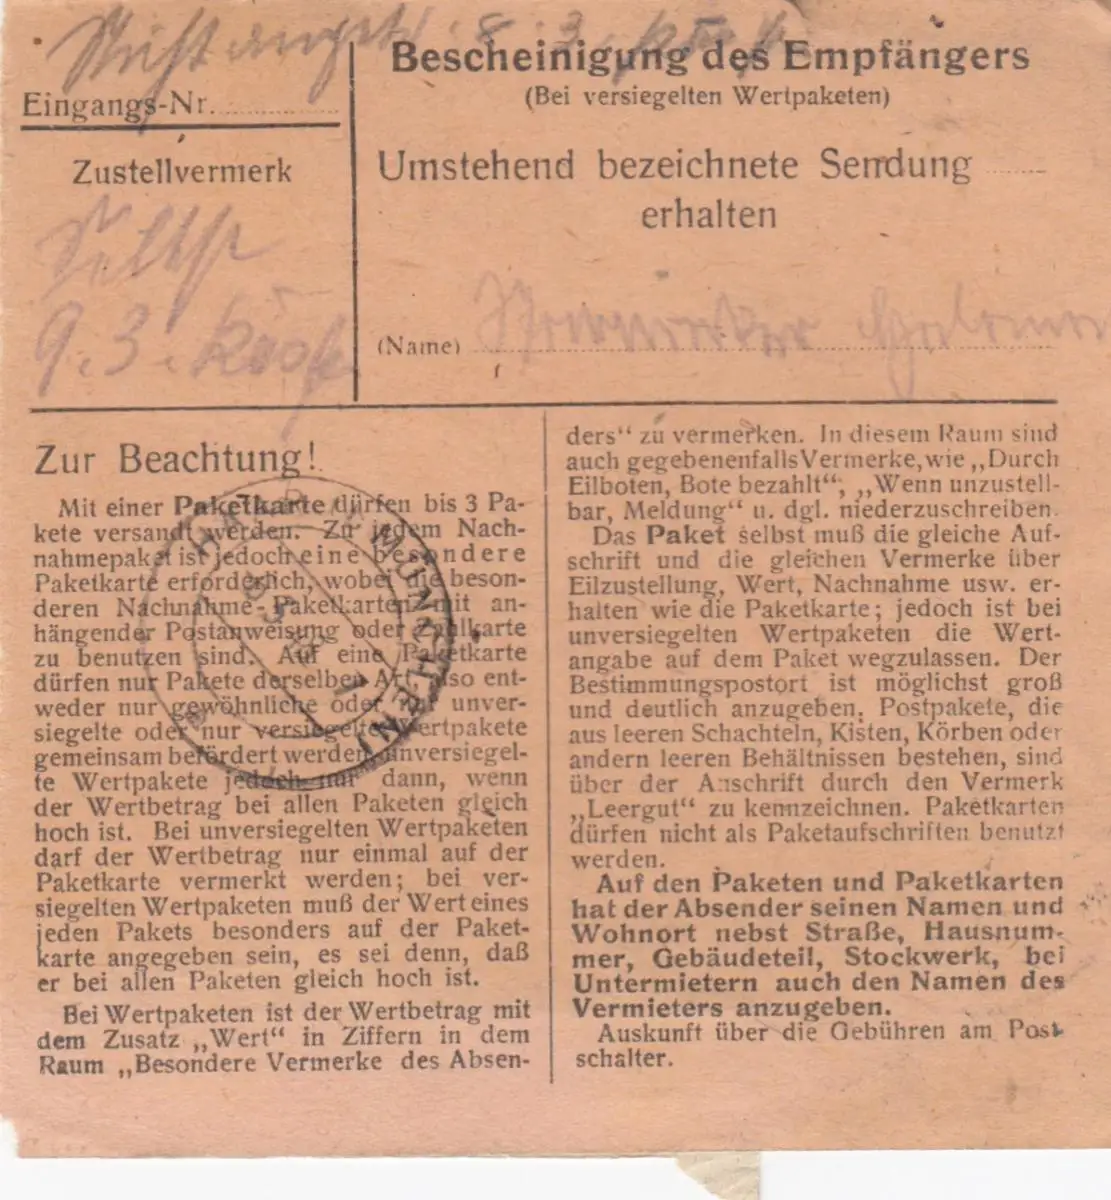 8. 3.
Eingangs-Nr.
Bescheinigung des Empfängers
(Bei versiegelten Wertpaketen)
Zustellvermerk
Selbst
9. 3.
Umstehend bezeichnete Sendung
erhalten
(Name)
Zur Beachtung!
Mit einer Paketkarte dürfen bis 3 Pa-
kete versandt werden. Zu jedem Nach-
nahmepaket ist jedoch eine besondere
Paketkarte erforderlich, wobei die beson-
deren Nachnahme-Paketkarten mit an-
hängender Postanweisung oder Zahlkarte
zu benutzen sind. Auf eine Paketkarte
dürfen nur Pakete derselben Art, also ent-
weder nur gewöhnliche oder nur unver-
siegelte oder nur versiegelte Wertpakete
gemeinsam befördert werden, unversiegel-
te Wertpakete jedoch nur dann, wenn
der Wertbetrag bei allen Paketen gleich
hoch ist. Bei unversiegelten Wertpaketen
darf der Wertbetrag nur einmal auf der
Paketkarte vermerkt werden; bei ver-
siegelten Wertpaketen muß der Wert eines
jeden Pakets besonders auf der Paket-
karte angegeben sein, es sei denn, daß
er bei allen Paketen gleich hoch ist.
Bei Wertpaketen ist der Wertbetrag mit
dem Zusatz „Wert“ in Ziffern in dem
Raum „Besondere Vermerke des Absen-
ders“ zu vermerken. In diesem Raum sind
auch gegebenenfalls Vermerke, wie „Durch
Eilboten, Bote bezahlt“, „Wenn unzustell-
bar, Meldung“ u. dgl. niederzuschreiben.
Das Paket selbst muß die gleiche Auf-
schrift und die gleichen Vermerke über
Eilzustellung, Wert, Nachnahme usw. er-
halten wie die Paketkarte; jedoch ist bei
unversiegelten Wertpaketen die Wert-
angabe auf dem Paket wegzulassen. Der
Bestimmungspostort ist möglichst groß
und deutlich anzugeben. Postpakete, die
aus leeren Schachteln, Kisten, Körben oder
andern leeren Behältnissen bestehen, sind
über der Anschrift durch den Vermerk
„Leergut“ zu kennzeichnen. Paketkarten
dürfen nicht als Paketaufschriften benutzt
werden.
Auf den Paketen und Paketkarten
hat der Absender seinen Namen und
Wohnort nebst Straße, Hausnum-
mer, Gebäudeteil, Stockwerk, bei
Untermietern auch den Namen des
Vermieters anzugeben.
Auskunft über die Gebühren am Post
schalter.
MÜNCHEN